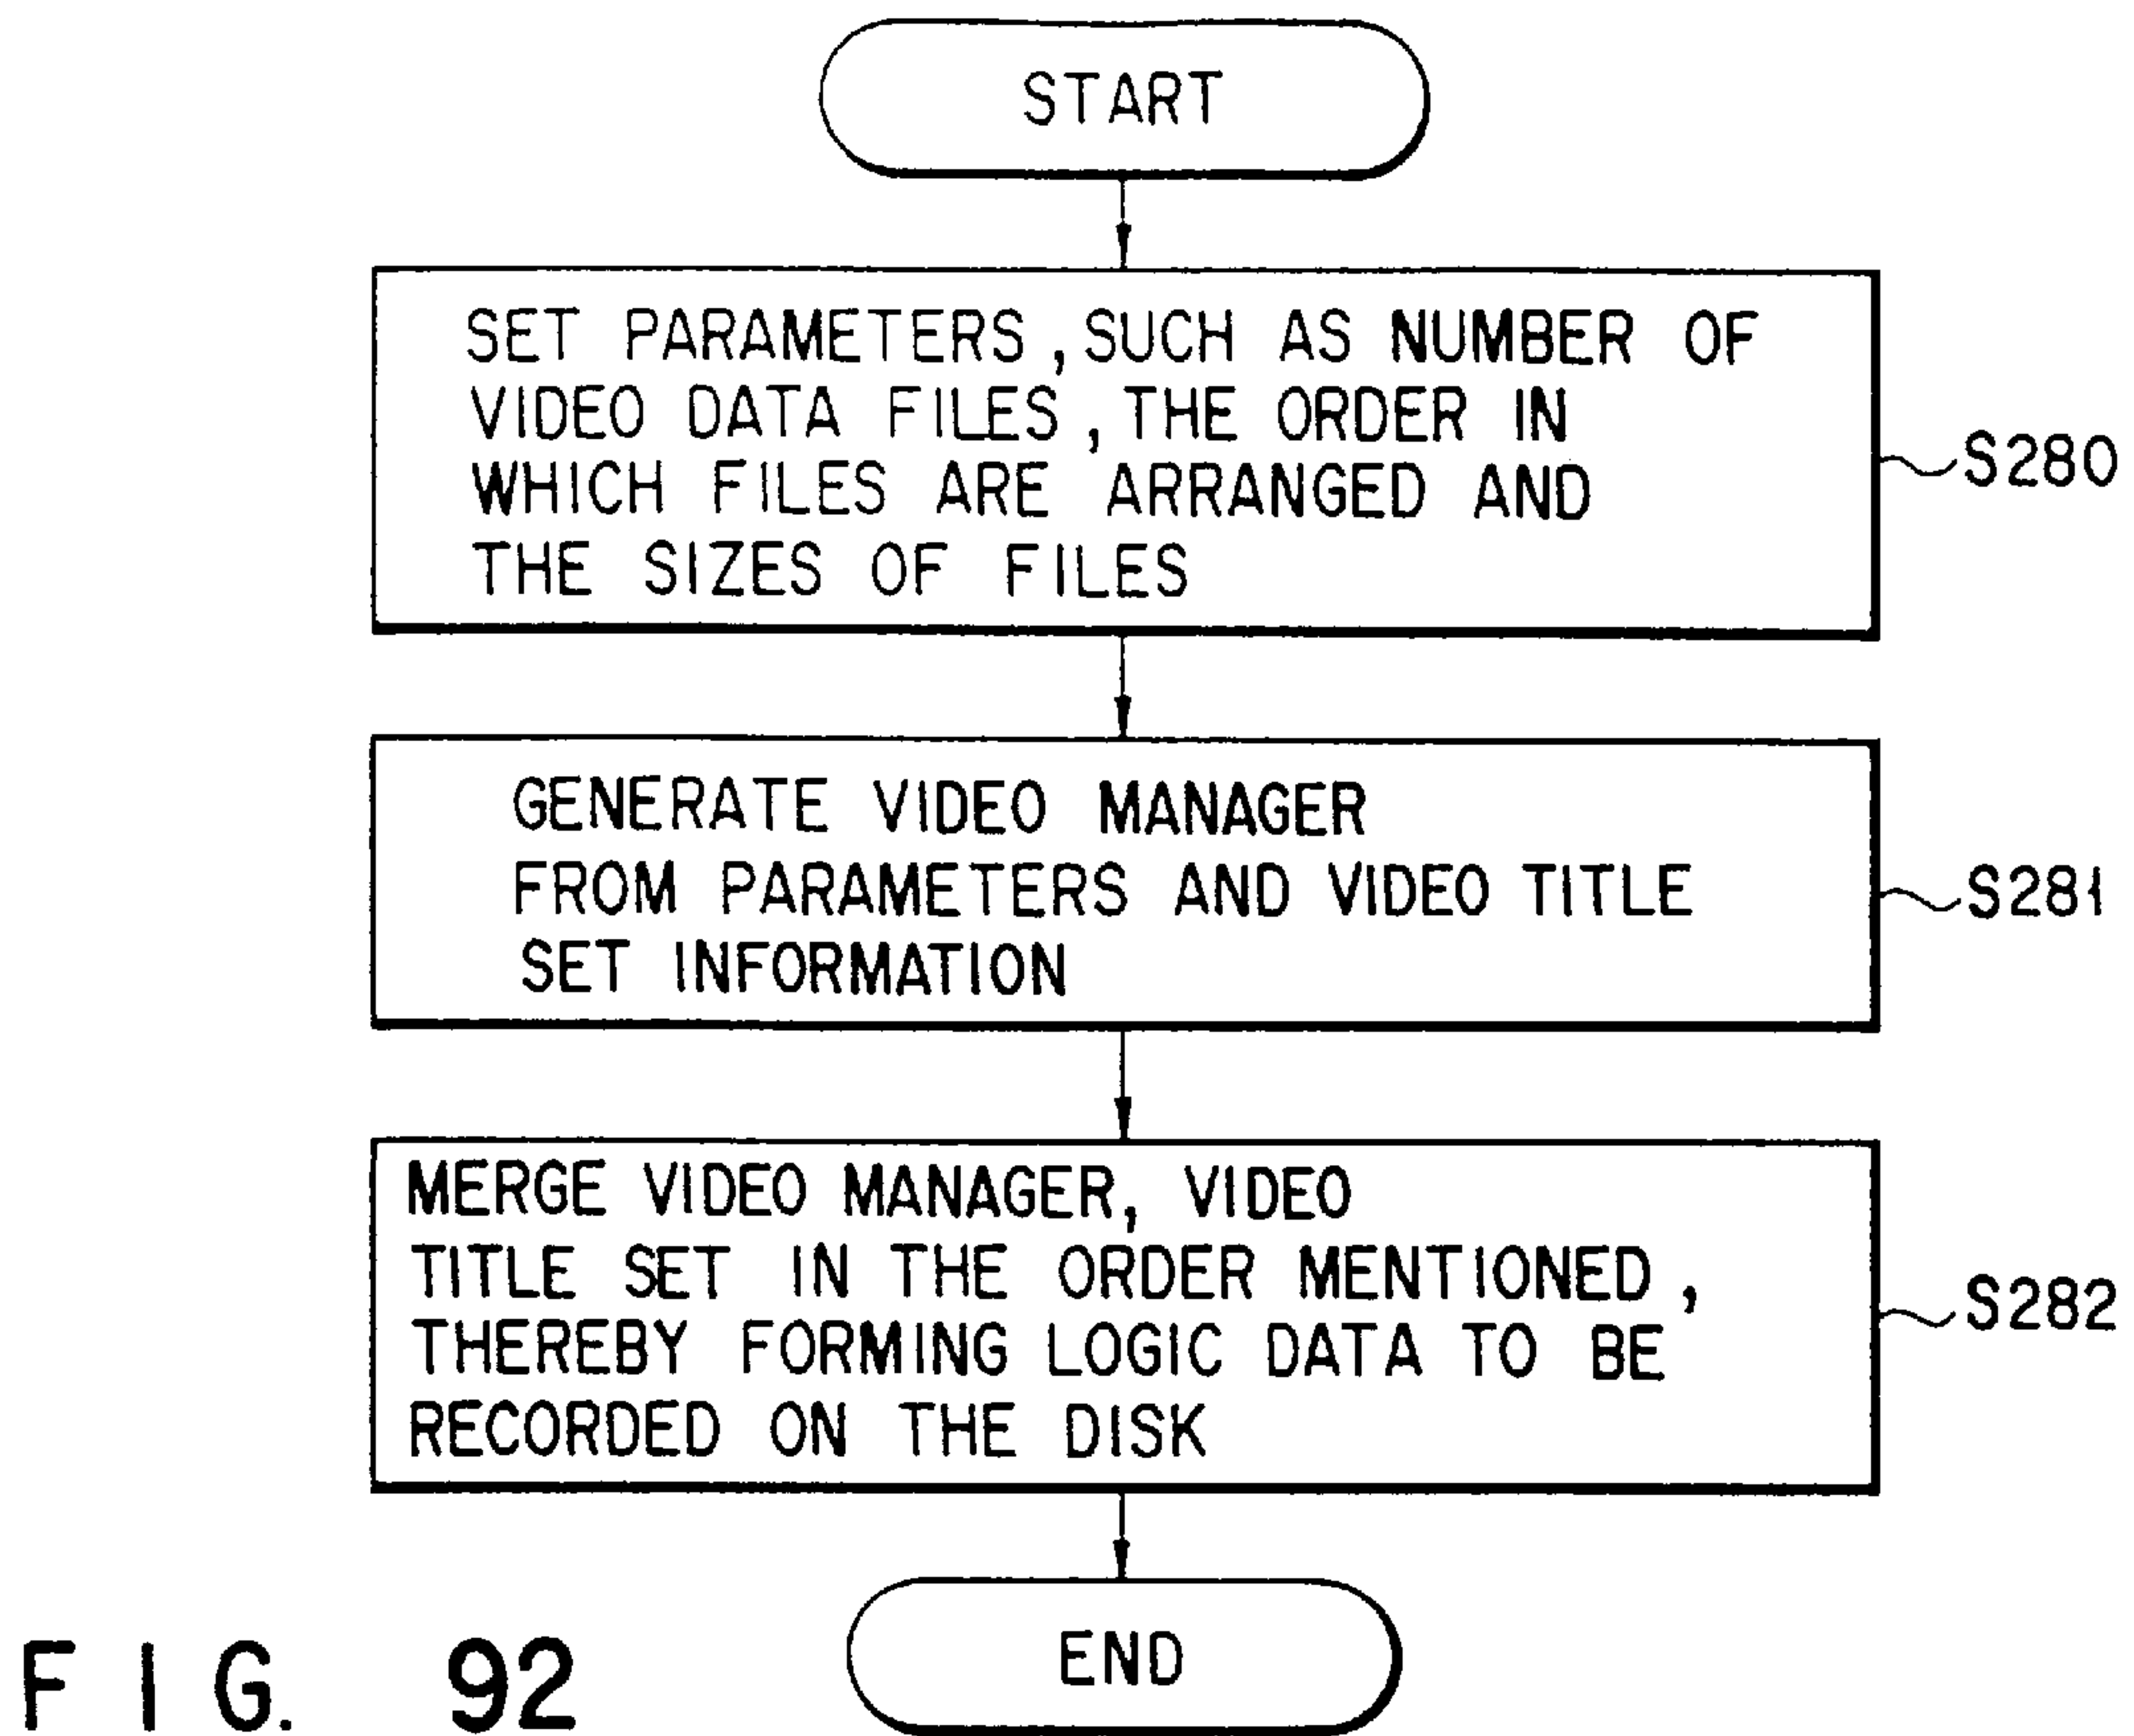 START
SET PARAMETERS, SUCH AS NUMBER OF
VIDEO DATA FILES, THE ORDER IN
WHICH FILES ARE ARRANGED AND
THE SIZES OF FILES
S280
GENERATE VIDEO MANAGER
FROM PARAMETERS AND VIDEO TITLE
SET INFORMATION
S281
MERGE VIDEO MANAGER, VIDEO
TITLE SET IN THE ORDER MENTIONED,
THEREBY FORMING LOGIC DATA TO BE
RECORDED ON THE DISK
S282
END
FIG. 92